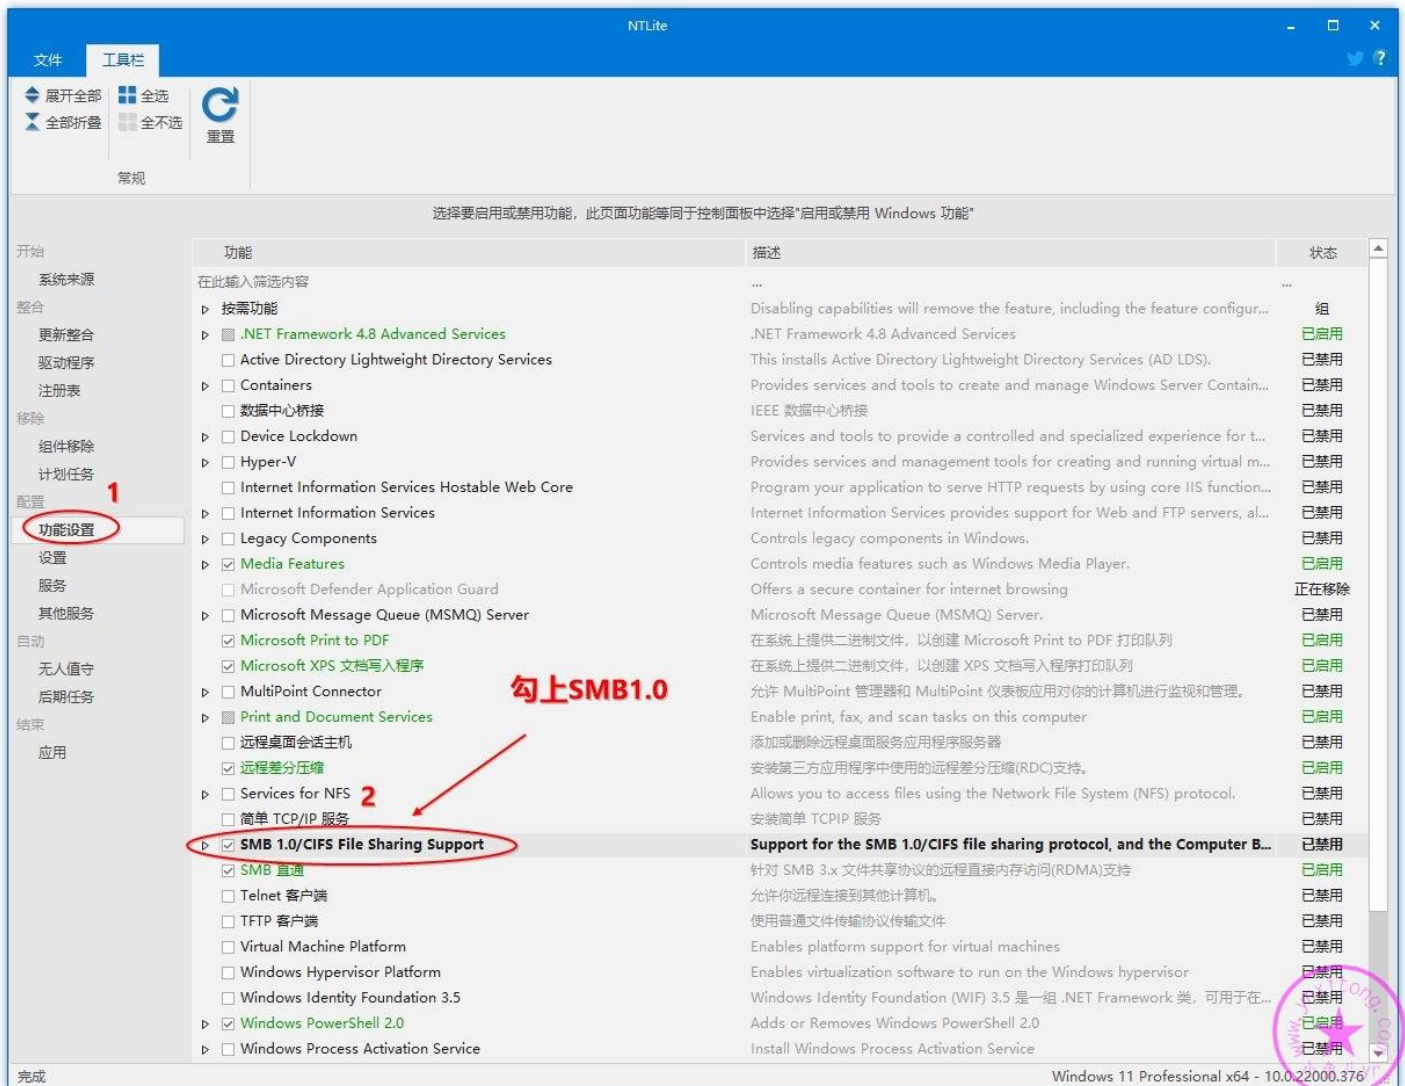 NTLite
文件 工具栏
展开全部 全选
全部折叠 全不选 重置
常规
选择要启用或禁用功能，此页面功能等同于控制面板中选择"启用或禁用 Windows 功能"
开始 功能 描述 状态
系统来源 在此输入筛选内容 ... ...
整合 按需功能 Disabling capabilities will remove the feature, including the feature configur... 组
更新整合 .NET Framework 4.8 Advanced Services .NET Framework 4.8 Advanced Services 已启用
驱动程序 Active Directory Lightweight Directory Services This installs Active Directory Lightweight Directory Services (AD LDS). 已禁用
注册表 Containers Provides services and tools to create and manage Windows Server Contain... 已禁用
移除 数据中心桥接 IEEE 数据中心桥接 已禁用
组件移除 Device Lockdown Services and tools to provide a controlled and specialized experience for t... 已禁用
计划任务 Hyper-V Provides services and management tools for creating and running virtual m... 已禁用
1 Internet Information Services Hostable Web Core Program your application to serve HTTP requests by using core IIS function... 已禁用
配置 Internet Information Services Internet Information Services provides support for Web and FTP servers, al... 已禁用
功能设置 Legacy Components Controls legacy components in Windows. 已禁用
设置 Media Features Controls media features such as Windows Media Player. 已启用
服务 Microsoft Defender Application Guard Offers a secure container for internet browsing 正在移除
其他服务 Microsoft Message Queue (MSMQ) Server Microsoft Message Queue (MSMQ) Server. 已禁用
自动 Microsoft Print to PDF 在系统上提供二进制文件，以创建 Microsoft Print to PDF 打印队列 已启用
无人值守 Microsoft XPS 文档写入程序 在系统上提供二进制文件，以创建 XPS 文档写入程序打印队列 已启用
后期任务 MultiPoint Connector 勾上SMB1.0 允许 MultiPoint 管理器和 MultiPoint 仪表板应用对你的计算机进行监视和管理。 已禁用
结束 Print and Document Services Enable print, fax, and scan tasks on this computer 已启用
应用 远程桌面会话主机 添加或删除远程桌面服务应用程序服务器 已禁用
远程差分压缩 安装第三方应用程序中使用的远程差分压缩(RDC)支持。 已启用
Services for NFS 2 Allows you to access files using the Network File System (NFS) protocol. 已禁用
简单 TCP/IP 服务 安装简单 TCPIP 服务 已禁用
SMB 1.0/CIFS File Sharing Support Support for the SMB 1.0/CIFS file sharing protocol, and the Computer B... 已禁用
SMB 直通 针对 SMB 3.x 文件共享协议的远程直接内存访问(RDMA)支持 已启用
Telnet 客户端 允许你远程连接到其他计算机。 已禁用
TFTP 客户端 使用普通文件传输协议传输文件 已禁用
Virtual Machine Platform Enables platform support for virtual machines 已禁用
Windows Hypervisor Platform Enables virtualization software to run on the Windows hypervisor 已禁用
Windows Identity Foundation 3.5 Windows Identity Foundation (WIF) 3.5 是一组 .NET Framework 类，可用于在... 已禁用
Windows PowerShell 2.0 Adds or Removes Windows PowerShell 2.0 已启用
Windows Process Activation Service Install Windows Process Activation Service 已禁用
完成 Windows 11 Professional x64 - 10.0.22000.376